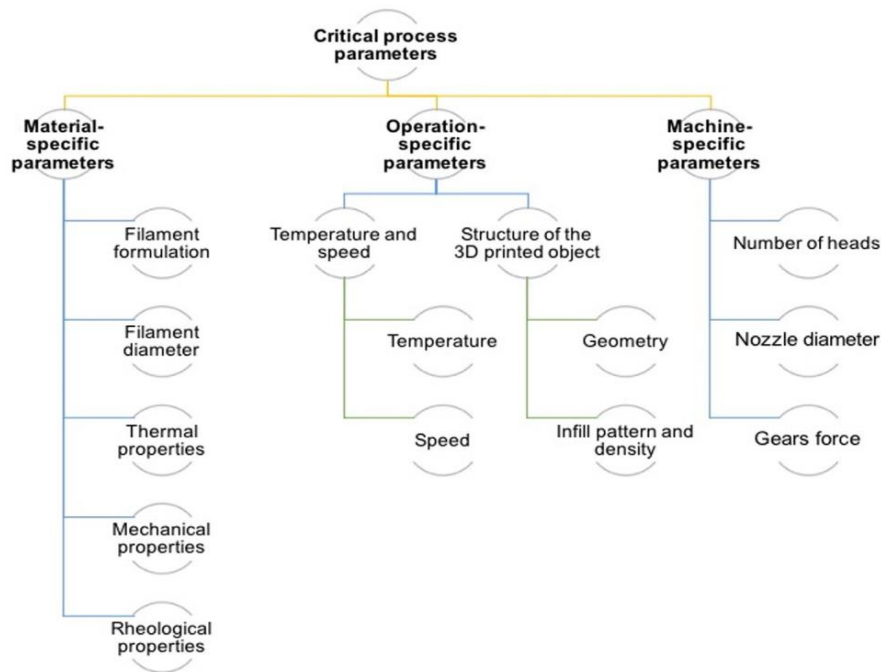 Critical process
parameters
Material-
specific
parameters
Operation-
specific
parameters
Machine-
specific
parameters
Filament
formulation
Filament
diameter
Thermal
properties
Mechanical
properties
Rheological
properties
Temperature and
speed
Temperature
Speed
Structure of the
3D printed object
Geometry
Infill pattern and
density
Number of heads
Nozzle diameter
Gears force